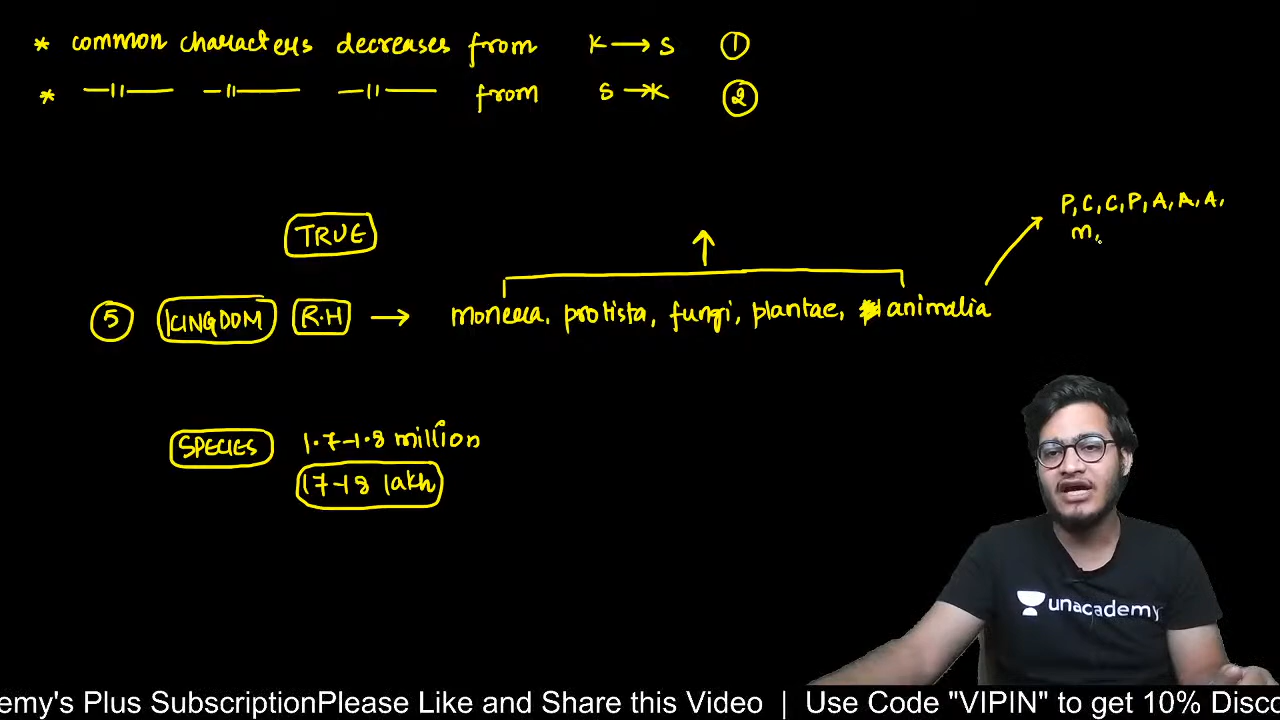 * common characters decreases from K → S ①
* —||— —||— —||— from S → K ②
P, C, C, P, A, A, A,
m,
TRUE
⑤ KINGDOM R.H → monera, protista, fungi, plantae, animalia
SPECIES 1.7-1.8 million
17-18 lakh
unacademy
emy's Plus SubscriptionPlease Like and Share this Video | Use Code "VIPIN" to get 10% Disco